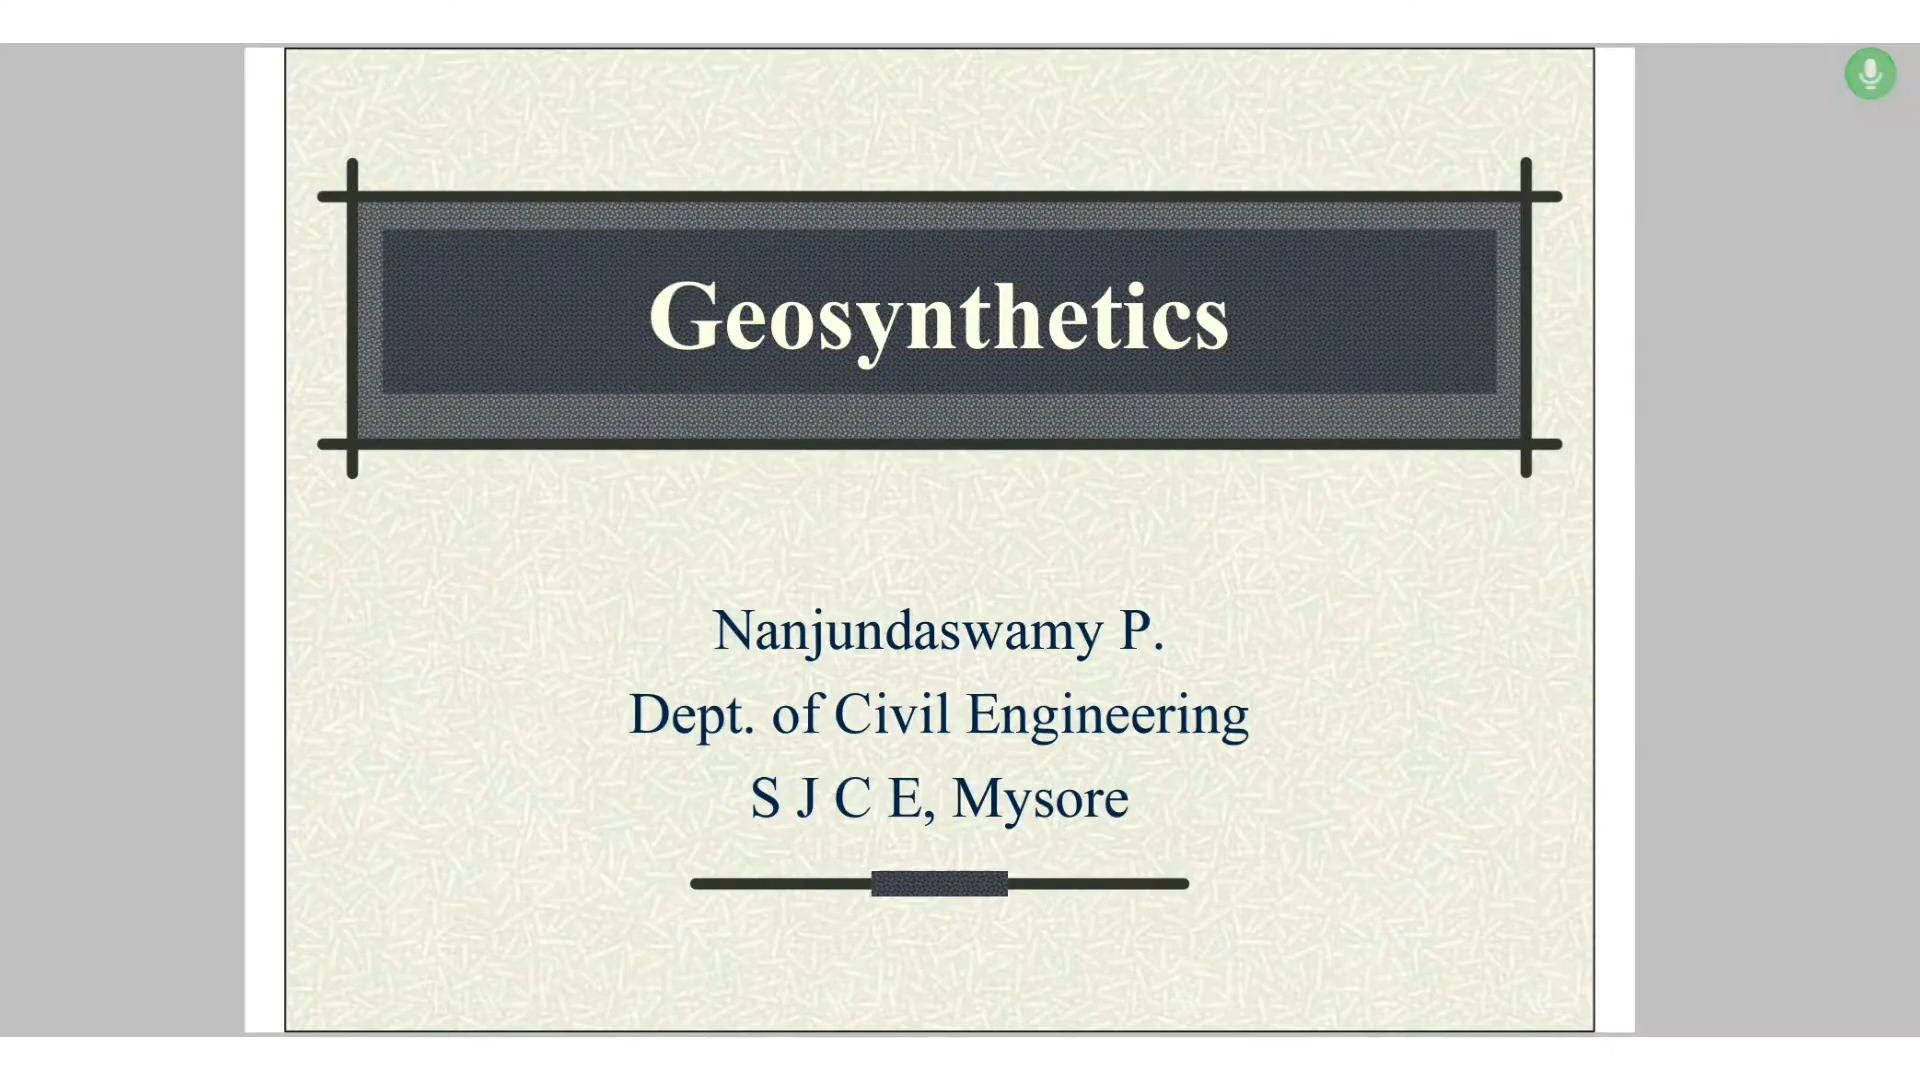 Geosynthetics
Nanjundaswamy P.
Dept. of Civil Engineering
S J C E, Mysore